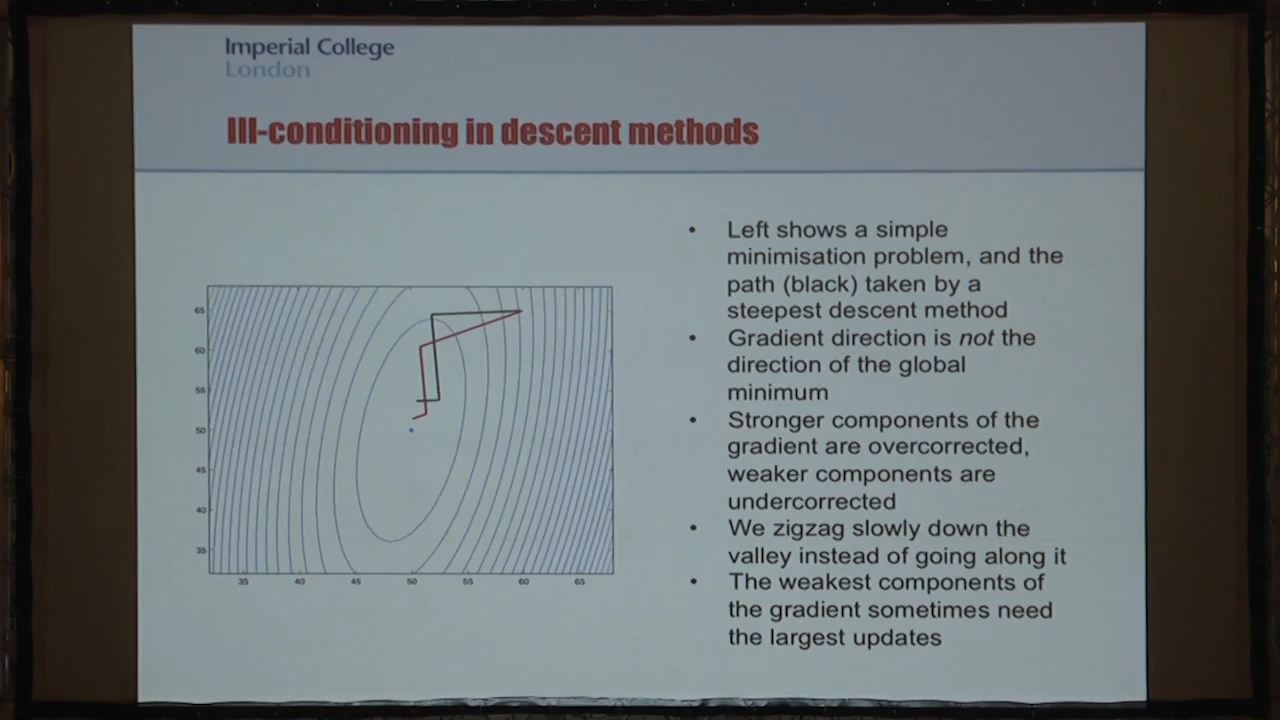 Imperial College
London
Ill-conditioning in descent methods
• Left shows a simple
minimisation problem, and the
path (black) taken by a
steepest descent method
• Gradient direction is not the
direction of the global
minimum
• Stronger components of the
gradient are overcorrected,
weaker components are
undercorrected
• We zigzag slowly down the
valley instead of going along it
• The weakest components of
the gradient sometimes need
the largest updates
65
60
55
50
45
40
35
35 40 45 50 55 60 65